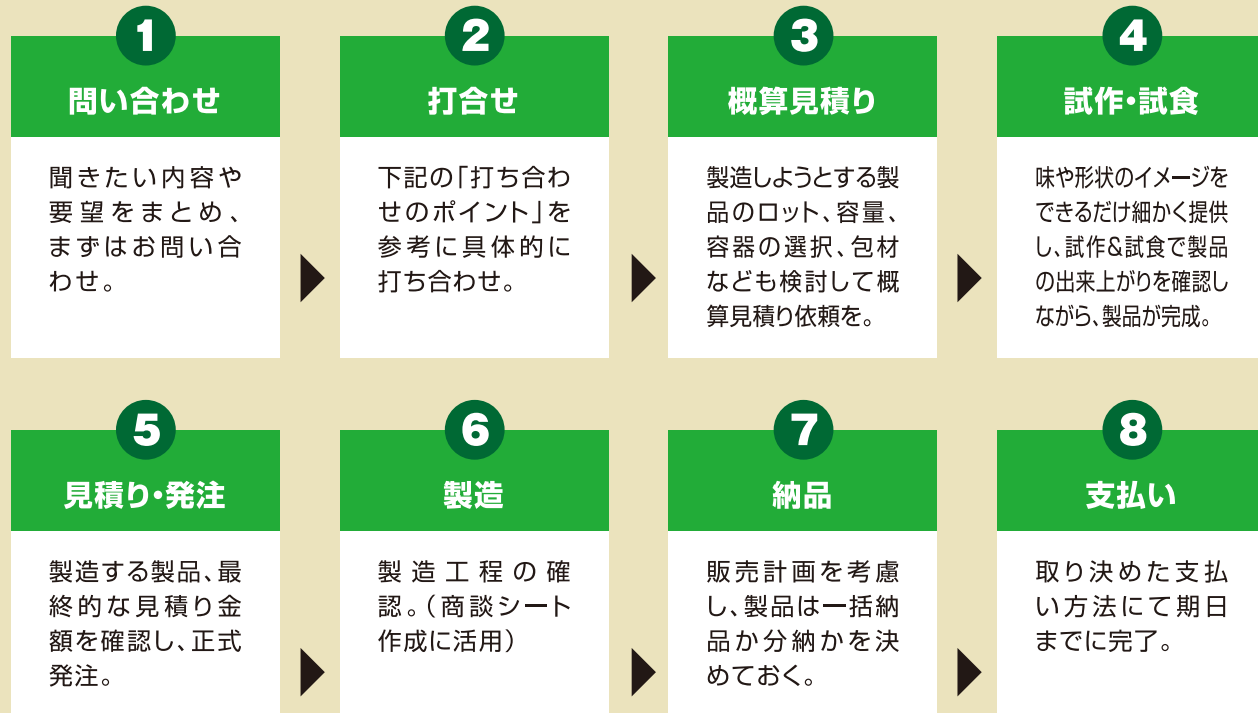 1
問い合わせ
聞きたい内容や
要望をまとめ、
まずはお問い合
わせ。
2
打合せ
下記の「打ち合わ
せのポイント」を
参考に具体的に
打ち合わせ。
3
概算見積り
製造しようとする製
品のロット、容量、
容器の選択、包材
なども検討して概
算見積り依頼を。
4
試作・試食
味や形状のイメージを
できるだけ細かく提供
し、試作&試食で製品
の出来上がりを確認し
ながら、製品が完成。
5
見積り・発注
製造する製品、最
終的な見積り金
額を確認し、正式
発注。
6
製造
製造工程の確
認。（商談シート
作成に活用）
7
納品
販売計画を考慮
し、製品は一括納
品か分納かを決
めておく。
8
支払い
取り決めた支払
い方法にて期日
までに完了。